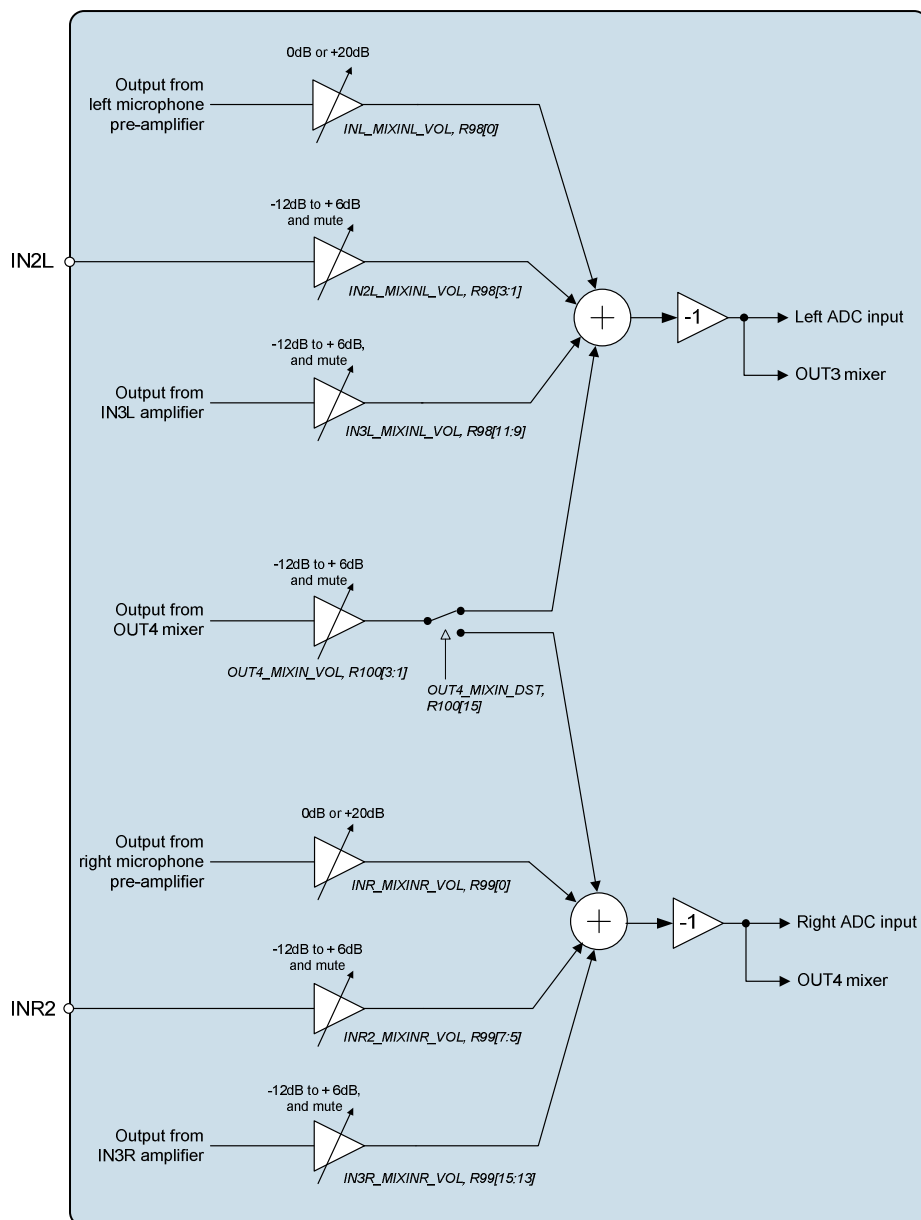 0dB or +20dB
Output from
left microphone
pre-amplifier
INL_MIXINL_VOL, R98[0]
-12dB to + 6dB
and mute
IN2L
IN2L_MIXINL_VOL, R98[3:1]
+
-1
Left ADC input
OUT3 mixer
-12dB to + 6dB,
and mute
Output from
IN3L amplifier
IN3L_MIXINL_VOL, R98[11:9]
-12dB to + 6dB
and mute
Output from
OUT4 mixer
OUT4_MIXIN_VOL, R100[3:1]
OUT4_MIXIN_DST,
R100[15]
0dB or +20dB
Output from
right microphone
pre-amplifier
INR_MIXINR_VOL, R99[0]
+
-1
Right ADC input
OUT4 mixer
-12dB to + 6dB
and mute
INR2
INR2_MIXINR_VOL, R99[7:5]
-12dB to + 6dB,
and mute
Output from
IN3R amplifier
IN3R_MIXINR_VOL, R99[15:13]